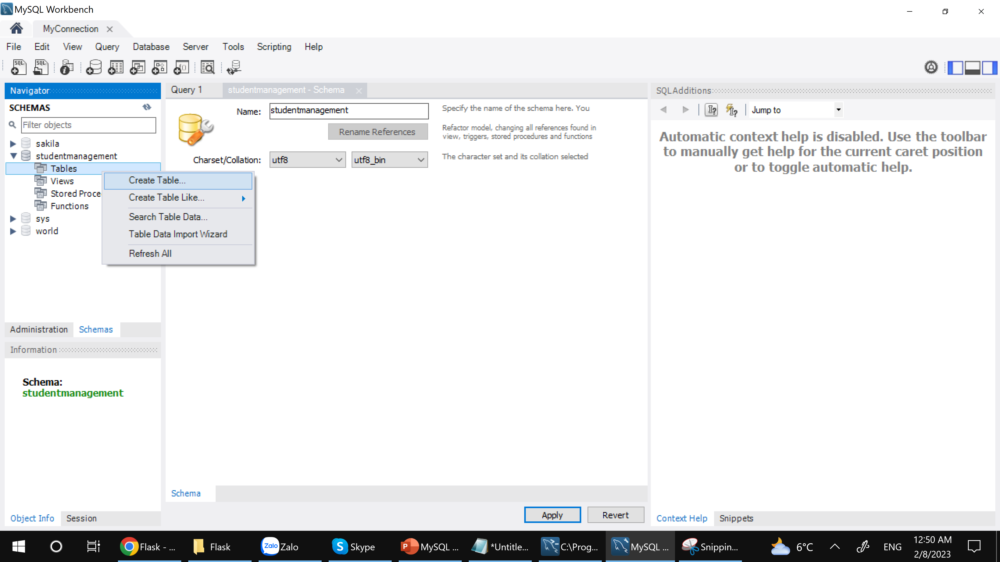 MySQL Workbench
MyConnection
File Edit View Query Database Server Tools Scripting Help
SQL SQL
Navigator
SCHEMAS
Filter objects
sakila
studentmanagement
Tables
Views
Stored Proce
Functions
sys
world
Create Table...
Create Table Like...
Search Table Data...
Table Data Import Wizard
Refresh All
Administration Schemas
Information
Schema:
studentmanagement
Object Info Session
Query 1 studentmanagement - Schema
Name: studentmanagement Specify the name of the schema here. You
Rename References Refactor model, changing all references found in
view, triggers, stored procedures and functions
Charset/Collation: utf8 utf8_bin The character set and its collation selected
Schema
Apply Revert
SQLAdditions
Jump to
Automatic context help is disabled. Use the toolbar
to manually get help for the current caret position
or to toggle automatic help.
Context Help Snippets
Flask - ... Flask Zalo Zalo Skype MySQL ... *Untitle... C:\Prog... MySQL ... Snippin... 6°C ENG 12:50 AM
2/8/2023